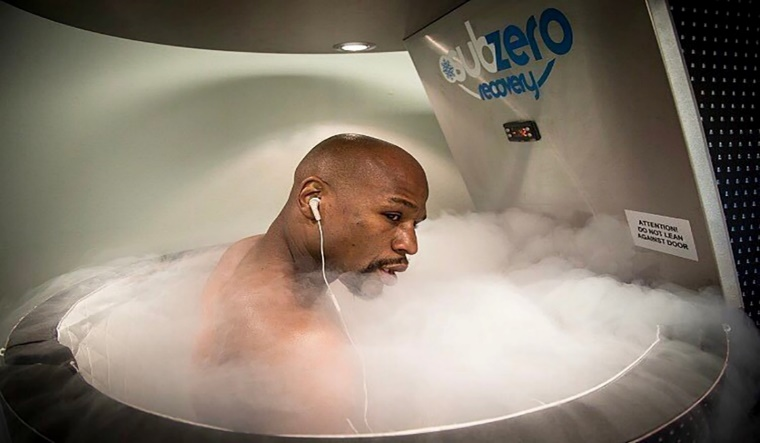 subzero
recovery
ATTENTION!
DO NOT LEAN
AGAINST DOOR